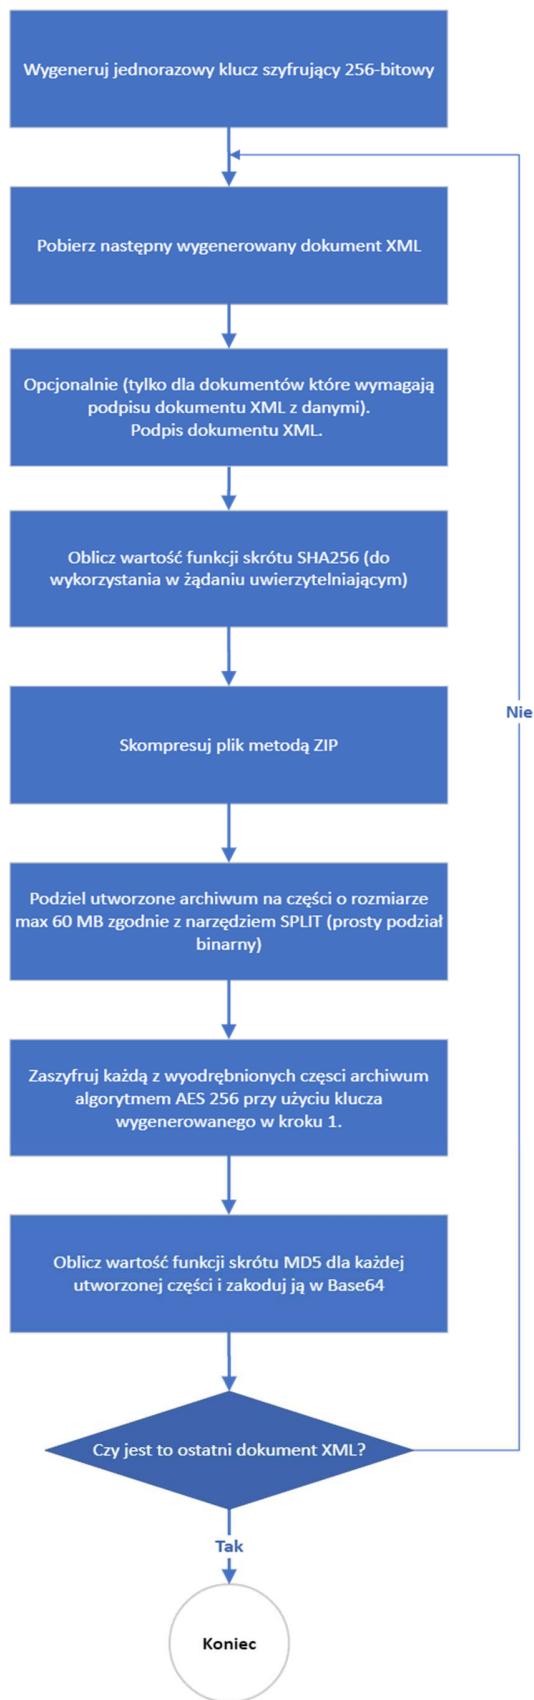 Wygeneruj jednorazowy klucz szyfrujący 256-bitowy
Pobierz następny wygenerowany dokument XML
Opcjonalnie (tylko dla dokumentów które wymagają
podpisu dokumentu XML z danymi).
Podpis dokumentu XML.
Oblicz wartość funkcji skrótu SHA256 (do
wykorzystania w żądaniu uwierzytelniającym)
Nie
Skompresuj plik metodą ZIP
Podziel utworzone archiwum na części o rozmiarze
max 60 MB zgodnie z narzędziem SPLIT (prosty podział
binarny)
Zaszyfruj każdą z wyodrębnionych częsci archiwum
algorytmem AES 256 przy użyciu klucza
wygenerowanego w kroku 1.
Oblicz wartość funkcji skrótu MD5 dla każdej
utworzonej części i zakoduj ją w Base64
Czy jest to ostatni dokument XML?
Tak
Koniec